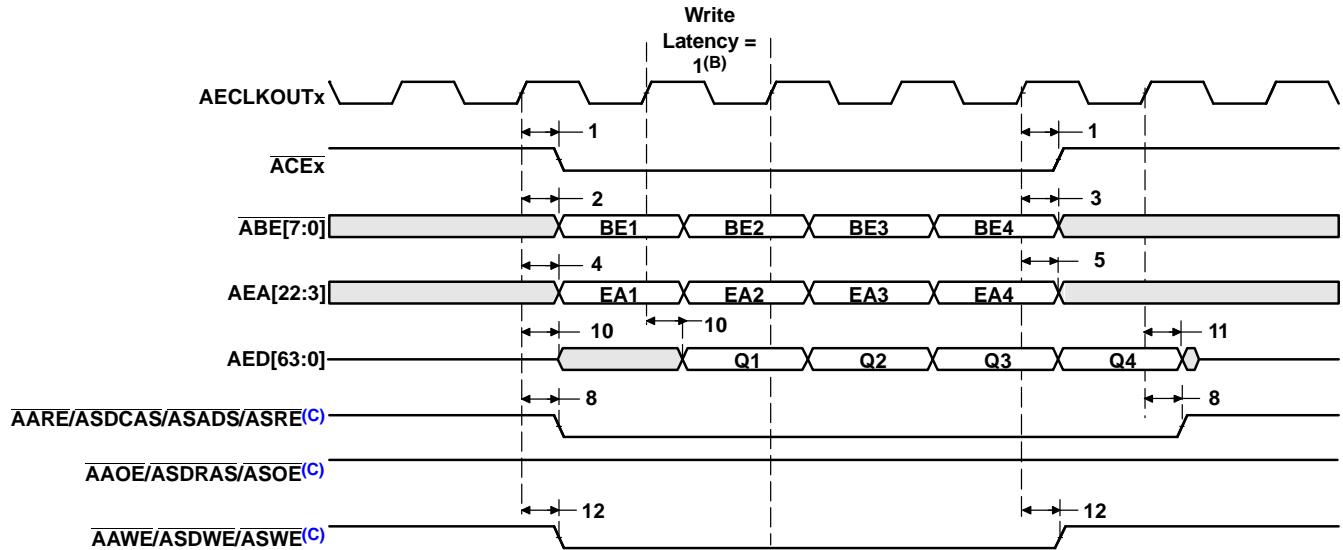 Write
Latency =
1(B)
AECLKOUTx
1 1
ACEx
2 3
ABE[7:0] BE1 BE2 BE3 BE4
4 5
AEA[22:3] EA1 EA2 EA3 EA4
10 10 11
AED[63:0] Q1 Q2 Q3 Q4
8 8
AARE/ASDCAS/ASADS/ASRE(C)
AAOE/ASDRAS/ASOE(C)
12 12
AAWE/ASDWE/ASWE(C)